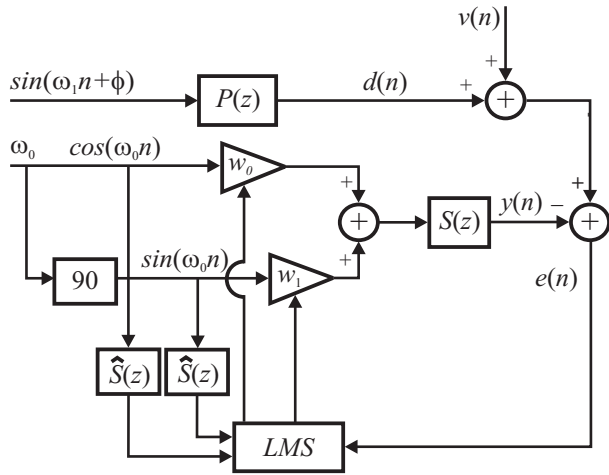 v(n)
sin(ω₁n+ϕ)
P(z)
d(n)
+
+
+
ω₀
cos(ω₀n)
w₀
+
+
+
S(z)
y(n)
−
+
+
90
sin(ω₀n)
w₁
+
e(n)
Ŝ(z)
Ŝ(z)
LMS